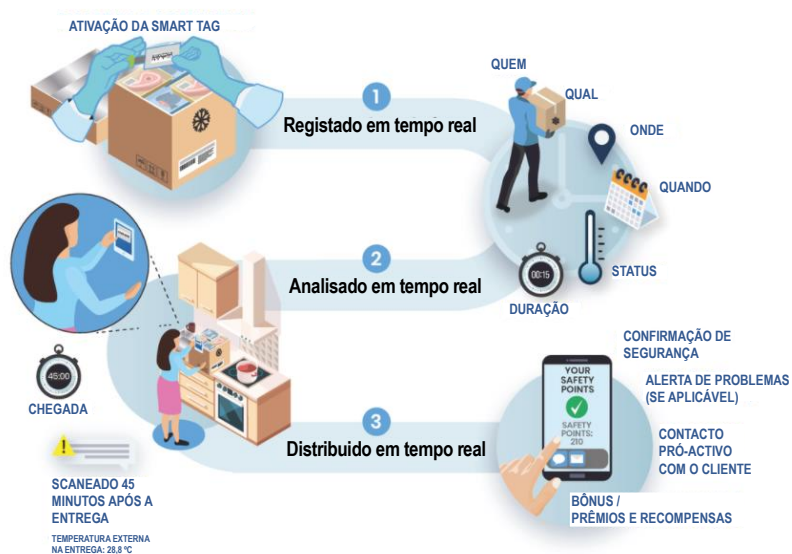 ATIVAÇÃO DA SMART TAG
1
Registado em tempo real
QUEM
QUAL
ONDE
QUANDO
STATUS
00:15
DURAÇÃO
2
Analisado em tempo real
45:00
CHEGADA
!
SCANEADO 45
MINUTOS APÓS A
ENTREGA
TEMPERATURA EXTERNA
NA ENTREGA: 28,8 ºC
3
Distribuido em tempo real
YOUR
SAFETY
POINTS
SAFETY
POINTS:
210
CONFIRMAÇÃO DE
SEGURANÇA
ALERTA DE PROBLEMAS
(SE APLICÁVEL)
CONTACTO
PRÓ-ACTIVO
COM O CLIENTE
BÔNUS /
PRÊMIOS E RECOMPENSAS